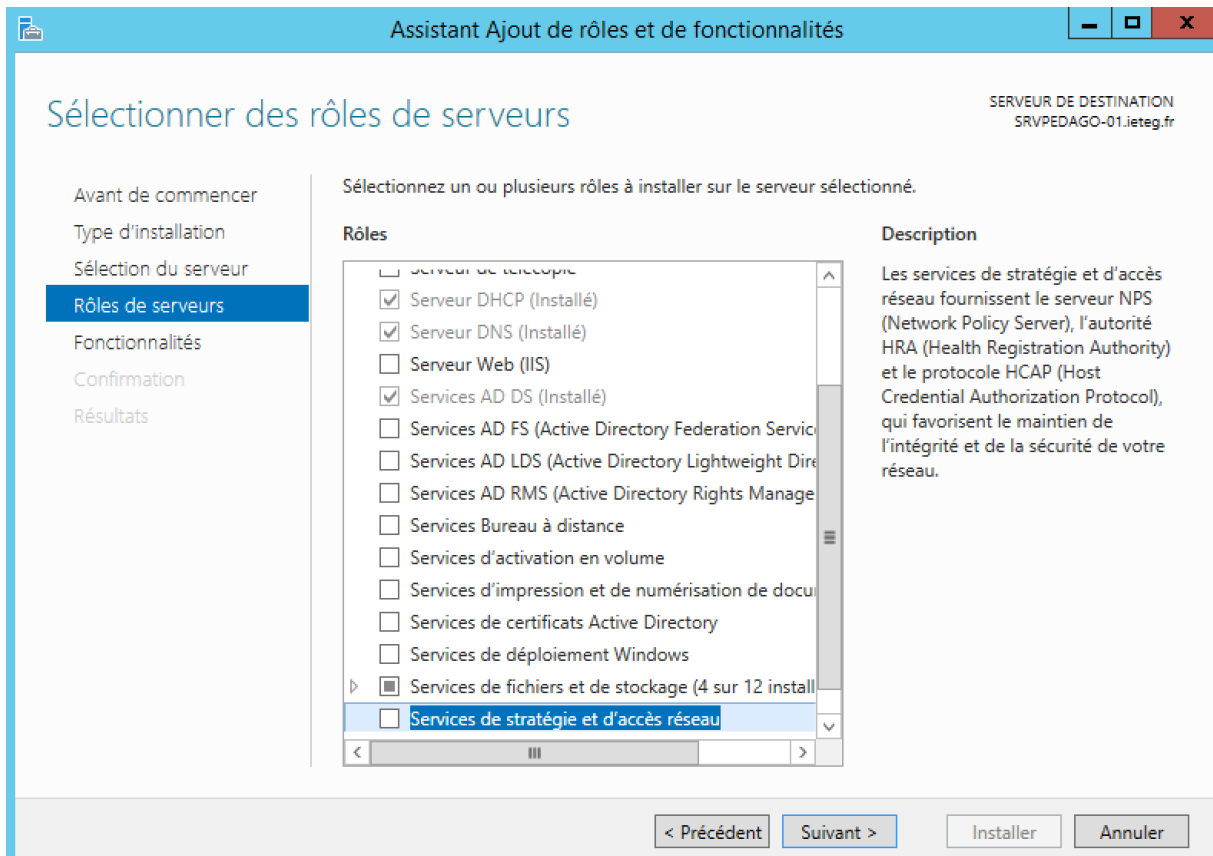 Assistant Ajout de rôles et de fonctionnalités
Sélectionner des rôles de serveurs
SERVEUR DE DESTINATION
SRVPEDAGO-01.ieteg.fr
Avant de commencer
Type d'installation
Sélection du serveur
Rôles de serveurs
Fonctionnalités
Confirmation
Résultats
Sélectionnez un ou plusieurs rôles à installer sur le serveur sélectionné.
Rôles
Serveur de télécopie
Serveur DHCP (Installé)
Serveur DNS (Installé)
Serveur Web (IIS)
Services AD DS (Installé)
Services AD FS (Active Directory Federation Servic
Services AD LDS (Active Directory Lightweight Dire
Services AD RMS (Active Directory Rights Manage
Services Bureau à distance
Services d'activation en volume
Services d'impression et de numérisation de docu
Services de certificats Active Directory
Services de déploiement Windows
Services de fichiers et de stockage (4 sur 12 install
Services de stratégie et d'accès réseau
Description
Les services de stratégie et d'accès
réseau fournissent le serveur NPS
(Network Policy Server), l'autorité
HRA (Health Registration Authority)
et le protocole HCAP (Host
Credential Authorization Protocol),
qui favorisent le maintien de
l'intégrité et de la sécurité de votre
réseau.
< Précédent
Suivant >
Installer
Annuler